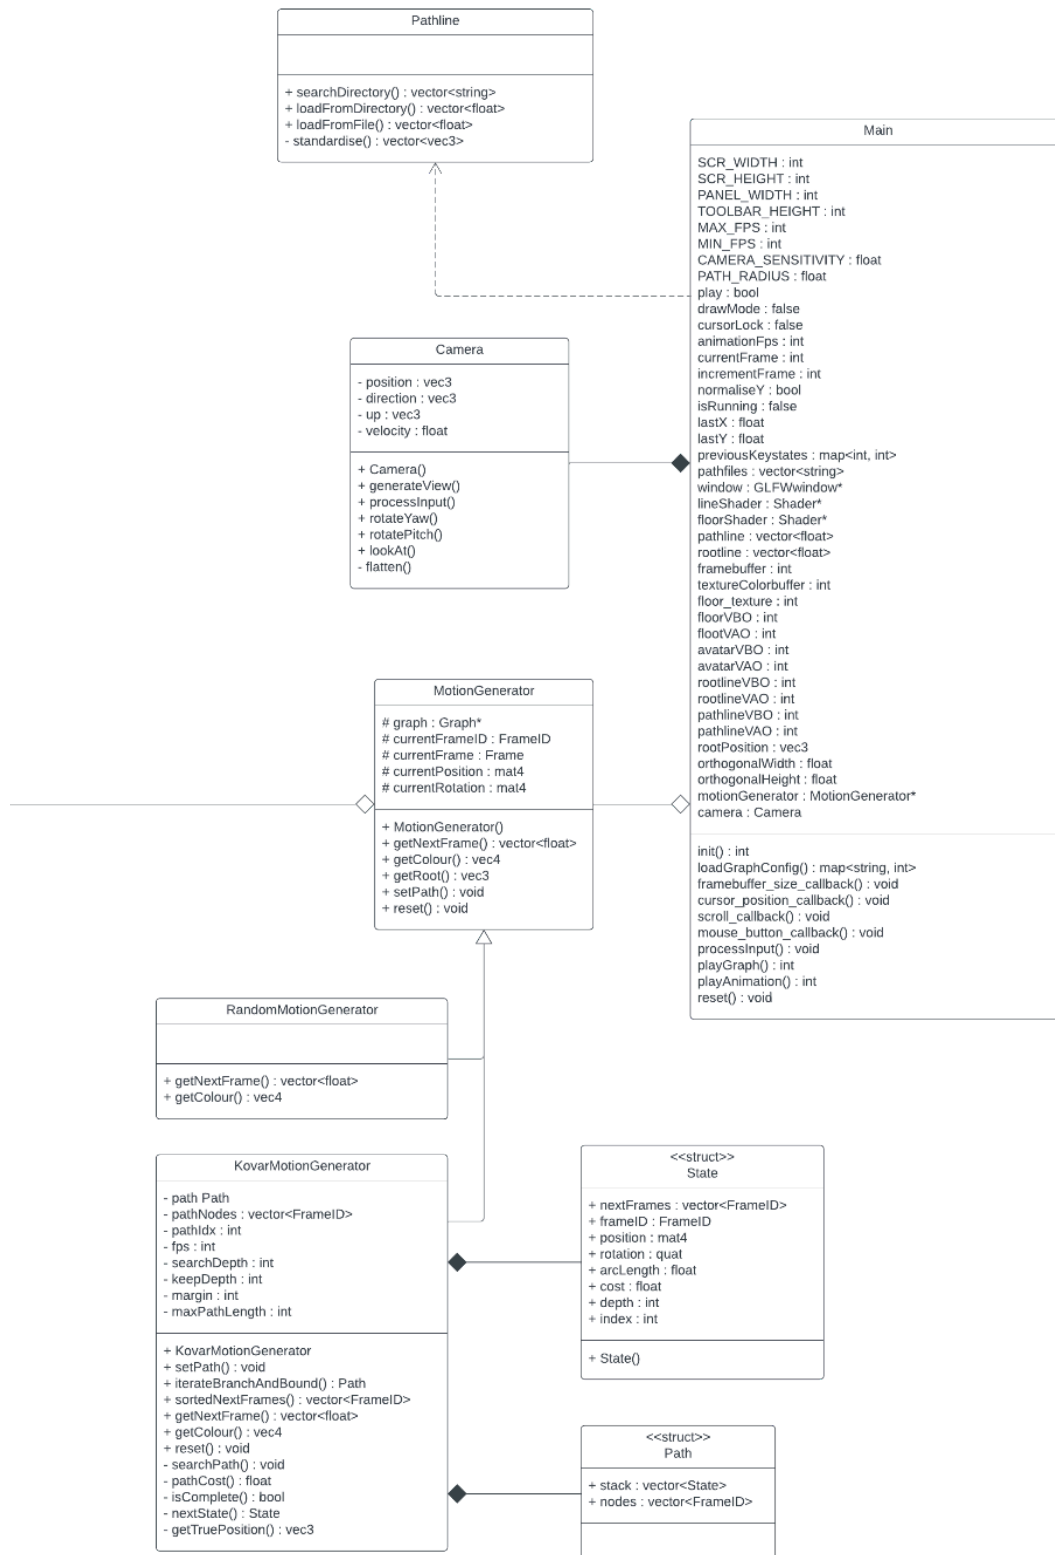 Pathline
+ searchDirectory() : vector<string>
+ loadFromDirectory() : vector<float>
+ loadFromFile() : vector<float>
- standardise() : vector<vec3>
Main
SCR_WIDTH : int
SCR_HEIGHT : int
PANEL_WIDTH : int
TOOLBAR_HEIGHT : int
MAX_FPS : int
MIN_FPS : int
CAMERA_SENSITIVITY : float
PATH_RADIUS : float
play : bool
drawMode : false
cursorLock : false
animationFps : int
currentFrame : int
incrementFrame : int
normaliseY : bool
isRunning : false
lastX : float
lastY : float
previousKeystates : map<int, int>
pathfiles : vector<string>
window : GLFWwindow*
lineShader : Shader*
floorShader : Shader*
pathline : vector<float>
rootline : vector<float>
framebuffer : int
textureColorbuffer : int
floor_texture : int
floorVBO : int
flootVAO : int
avatarVBO : int
avatarVAO : int
rootlineVBO : int
rootlineVAO : int
pathlineVBO : int
pathlineVAO : int
rootPosition : vec3
orthogonalWidth : float
orthogonalHeight : float
motionGenerator : MotionGenerator*
camera : Camera
init() : int
loadGraphConfig() : map<string, int>
framebuffer_size_callback() : void
cursor_position_callback() : void
scroll_callback() : void
mouse_button_callback() : void
processInput() : void
playGraph() : int
playAnimation() : int
reset() : void
Camera
- position : vec3
- direction : vec3
- up : vec3
- velocity : float
+ Camera()
+ generateView()
+ processInput()
+ rotateYaw()
+ rotatePitch()
+ lookAt()
- flatten()
MotionGenerator
# graph : Graph*
# currentFrameID : FrameID
# currentFrame : Frame
# currentPosition : mat4
# currentRotation : mat4
+ MotionGenerator()
+ getNextFrame() : vector<float>
+ getColour() : vec4
+ getRoot() : vec3
+ setPath() : void
+ reset() : void
RandomMotionGenerator
+ getNextFrame() : vector<float>
+ getColour() : vec4
KovarMotionGenerator
- path Path
- pathNodes : vector<FrameID>
- pathIdx : int
- fps : int
- searchDepth : int
- keepDepth : int
- margin : int
- maxPathLength : int
+ KovarMotionGenerator
+ setPath() : void
+ iterateBranchAndBound() : Path
+ sortedNextFrames() : vector<FrameID>
+ getNextFrame() : vector<float>
+ getColour() : vec4
+ reset() : void
- searchPath() : void
- pathCost() : float
- isComplete() : bool
- nextState() : State
- getTruePosition() : vec3
<<struct>>
State
+ nextFrames : vector<FrameID>
+ frameID : FrameID
+ position : mat4
+ rotation : quat
+ arcLength : float
+ cost : float
+ depth : int
+ index : int
+ State()
<<struct>>
Path
+ stack : vector<State>
+ nodes : vector<FrameID>